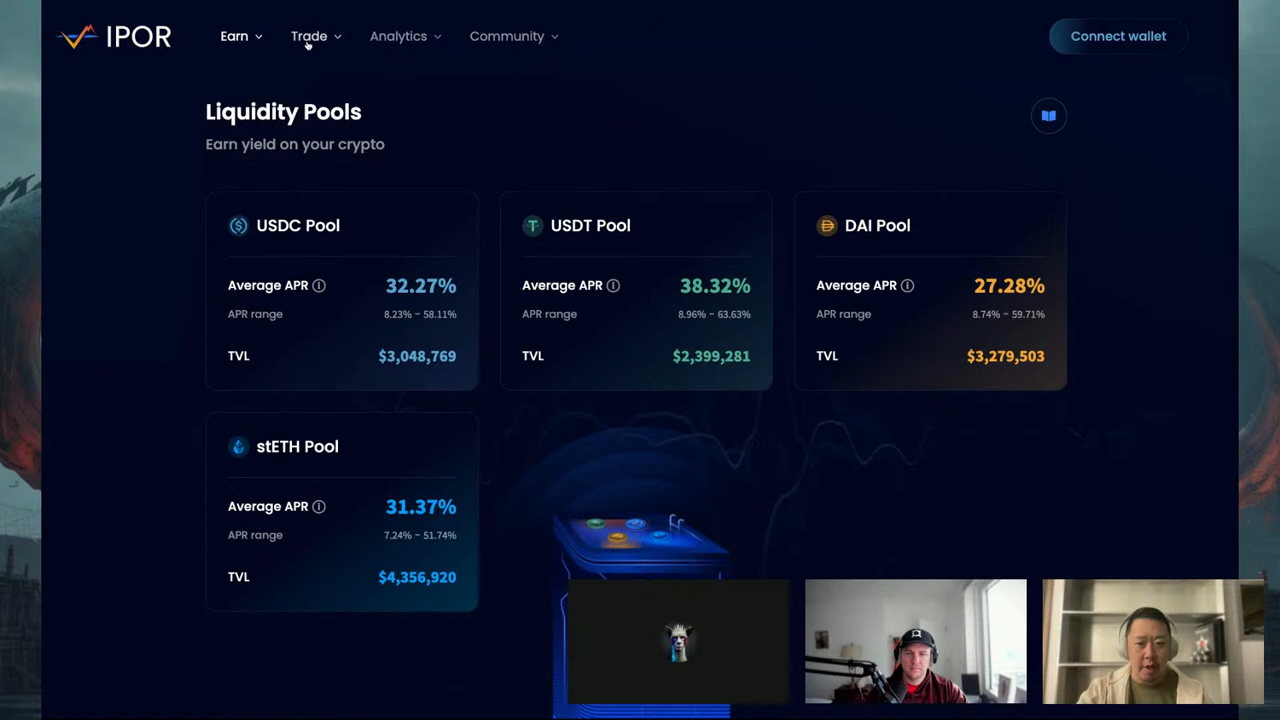 IPOR
Earn
Trade
Analytics
Community
Connect wallet
Liquidity Pools
Earn yield on your crypto
USDC Pool
Average APR
32.27%
APR range
8.23% – 58.11%
TVL
$3,048,769
USDT Pool
Average APR
38.32%
APR range
8.96% – 63.63%
TVL
$2,399,281
DAI Pool
Average APR
27.28%
APR range
8.74% – 59.71%
TVL
$3,279,503
stETH Pool
Average APR
31.37%
APR range
7.24% – 51.74%
TVL
$4,356,920